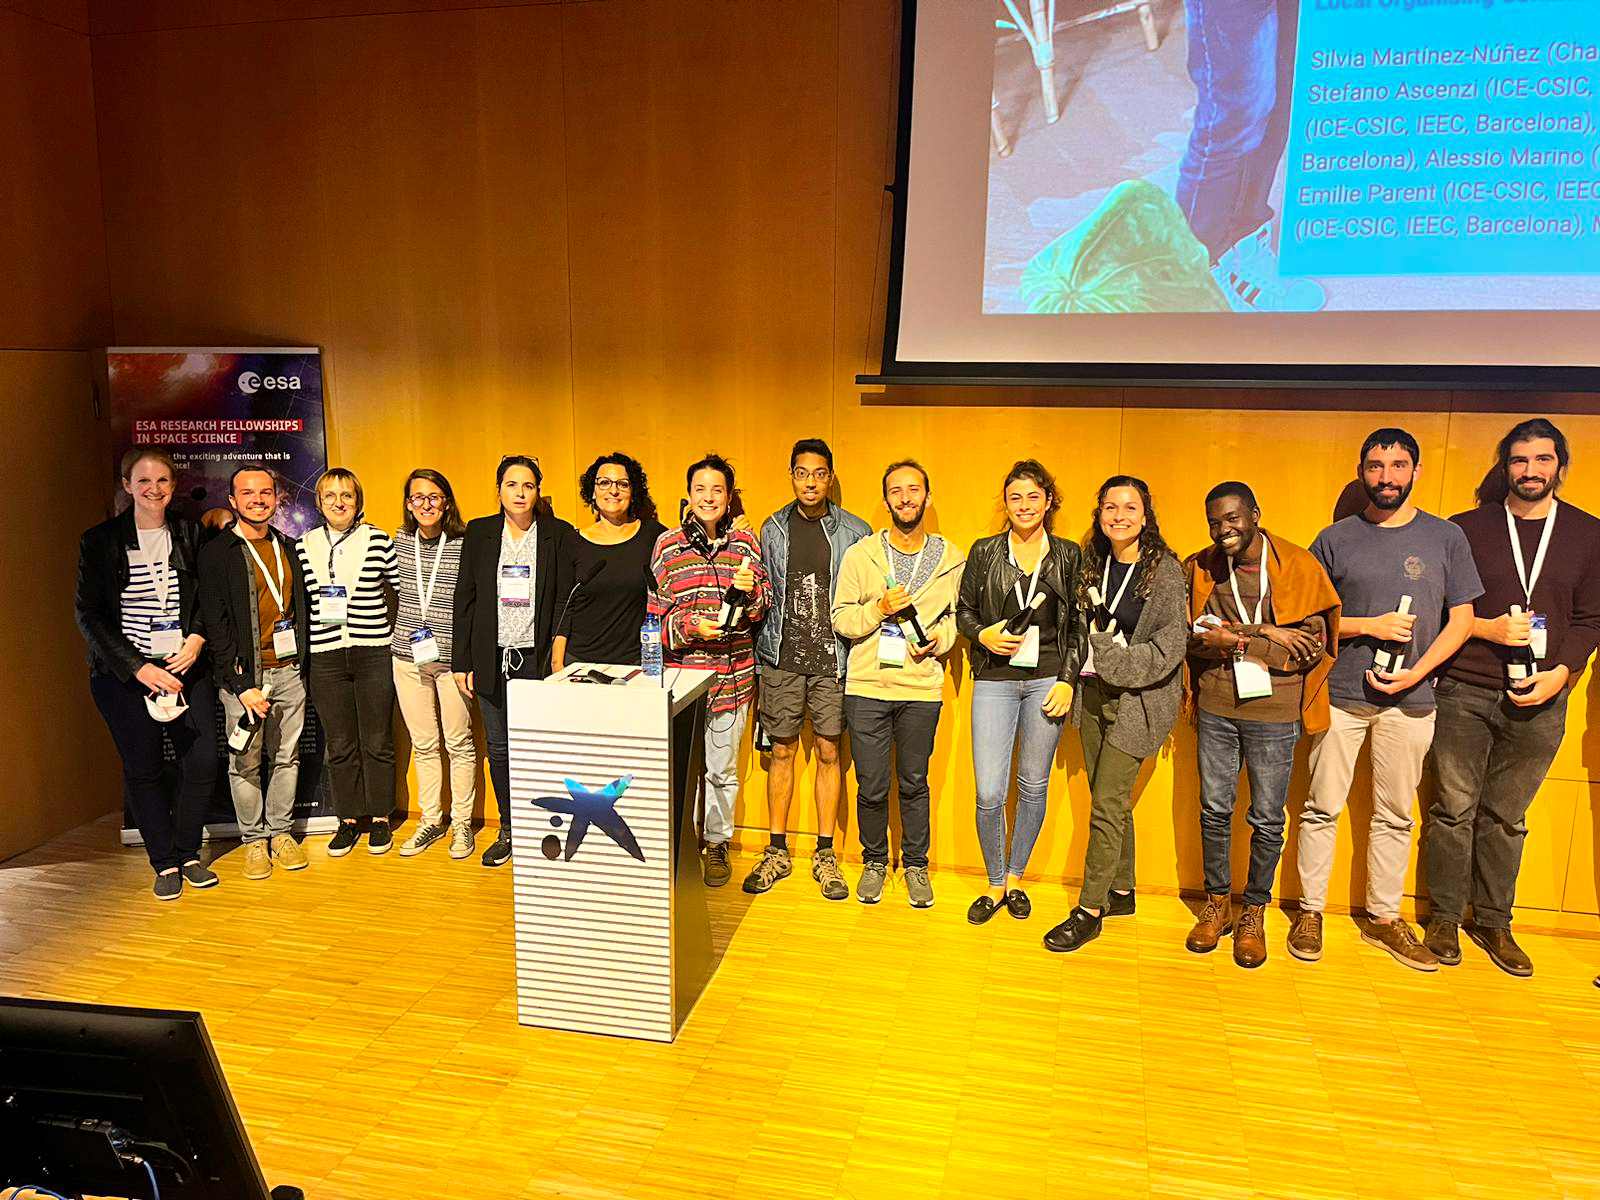 Local Organising
Silvia Martínez-Núñez (Cha
Stefano Ascenzi (ICE-CSIC,
(ICE-CSIC, IEEC, Barcelona),
Barcelona), Alessio Marino (
Emilie Parent (ICE-CSIC, IEEC
(ICE-CSIC, IEEC, Barcelona), M
esa
ESA RESEARCH FELLOWSHIPS
IN SPACE SCIENCE
the exciting adventure that is